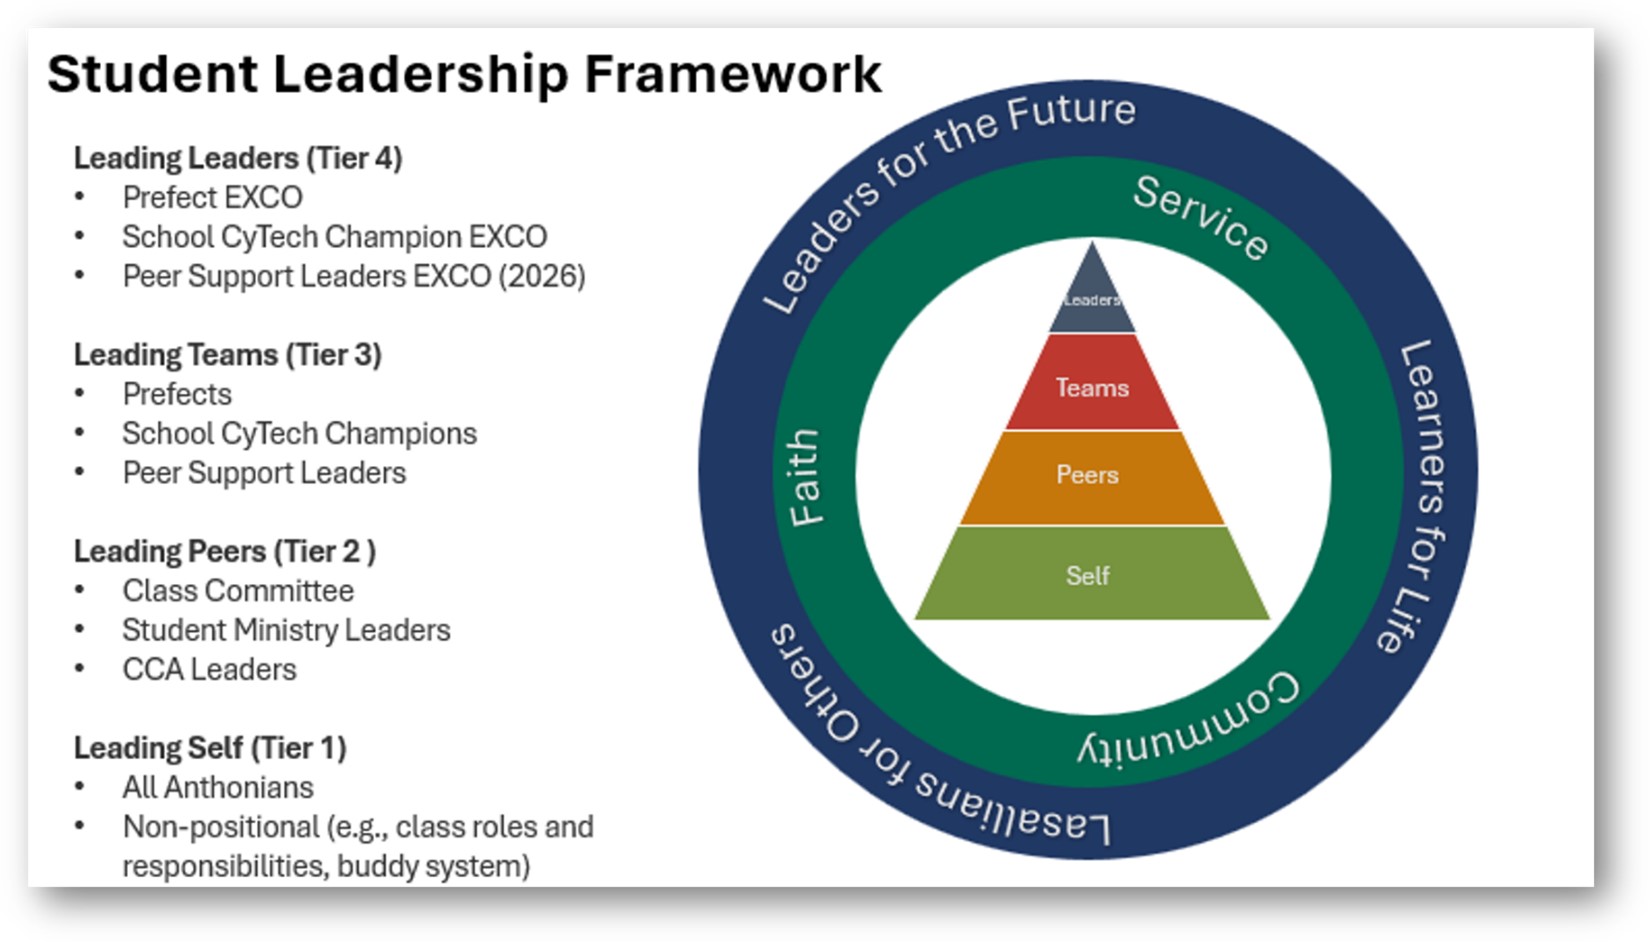 Student Leadership Framework
Leading Leaders (Tier 4)
• Prefect EXCO
• School CyTech Champion EXCO
• Peer Support Leaders EXCO (2026)
Leading Teams (Tier 3)
• Prefects
• School CyTech Champions
• Peer Support Leaders
Leading Peers (Tier 2 )
• Class Committee
• Student Ministry Leaders
• CCA Leaders
Leading Self (Tier 1)
• All Anthonians
• Non-positional (e.g., class roles and
responsibilities, buddy system)
Leaders for the Future
Learners for Life
Lasallians for Others
Service
Community
Faith
Leaders
Teams
Peers
Self